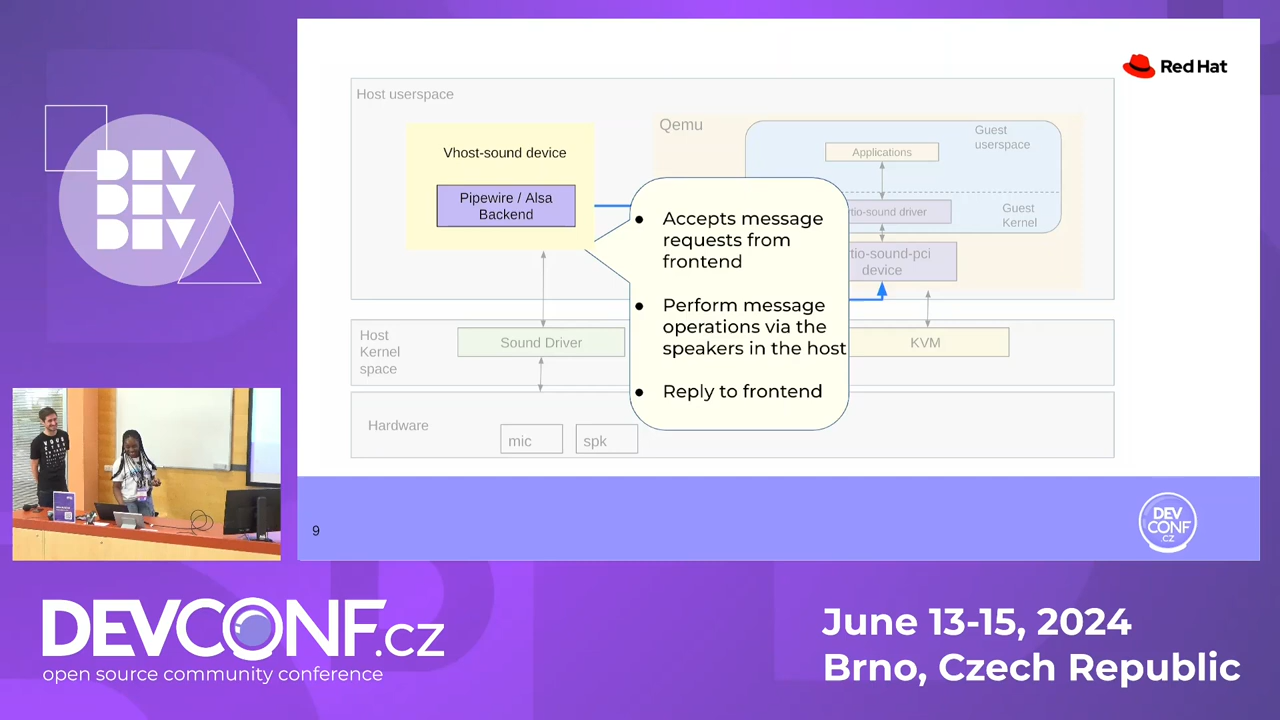 Red Hat
Host userspace
Vhost-sound device
Pipewire / Alsa
Backend
Qemu
Guest
userspace
Applications
tio-sound driver
Guest
Kernel
tio-sound-pci
device
● Accepts message
requests from
frontend
● Perform message
operations via the
speakers in the host
● Reply to frontend
Host
Kernel
space
Sound Driver
KVM
Hardware
mic
spk
9
DEV
CONF
.CZ
DEV
DEV
DEV
DEVCONF.cz
open source community conference
June 13-15, 2024
Brno, Czech Republic